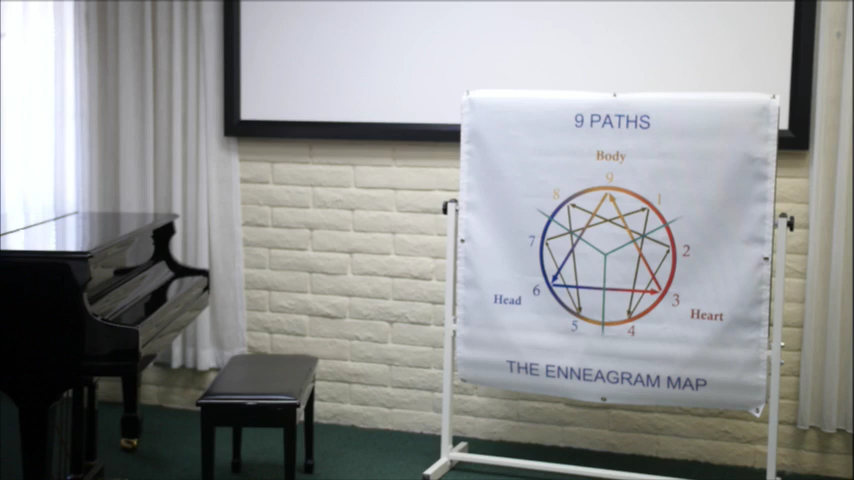 9 PATHS
Body
9
8 1
7 2
6 3
Head Heart
5 4
THE ENNEAGRAM MAP